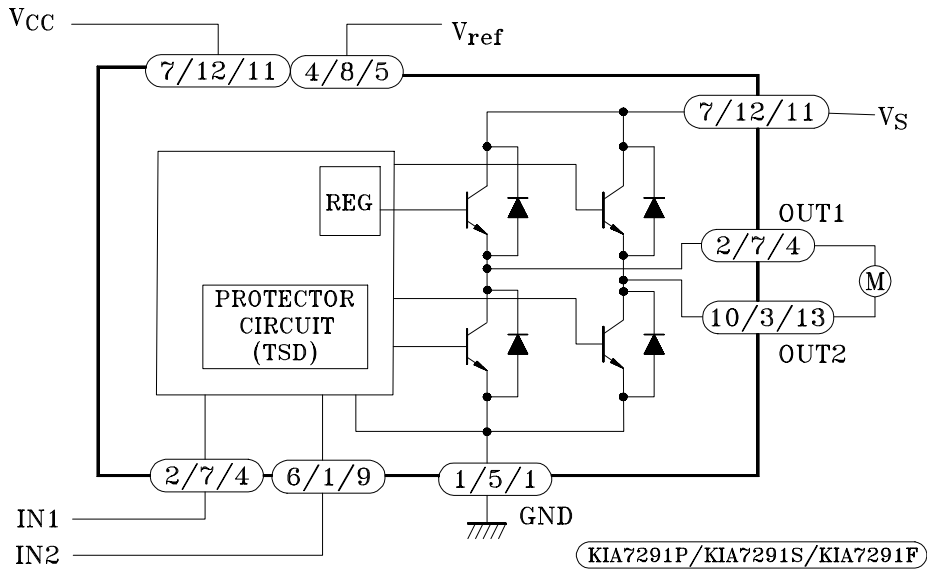 VCC
Vref
7/12/11
4/8/5
7/12/11
VS
REG
OUT1
2/7/4
M
PROTECTOR
CIRCUIT
(TSD)
10/3/13
OUT2
2/7/4
6/1/9
1/5/1
IN1
GND
IN2
KIA7291P/KIA7291S/KIA7291F